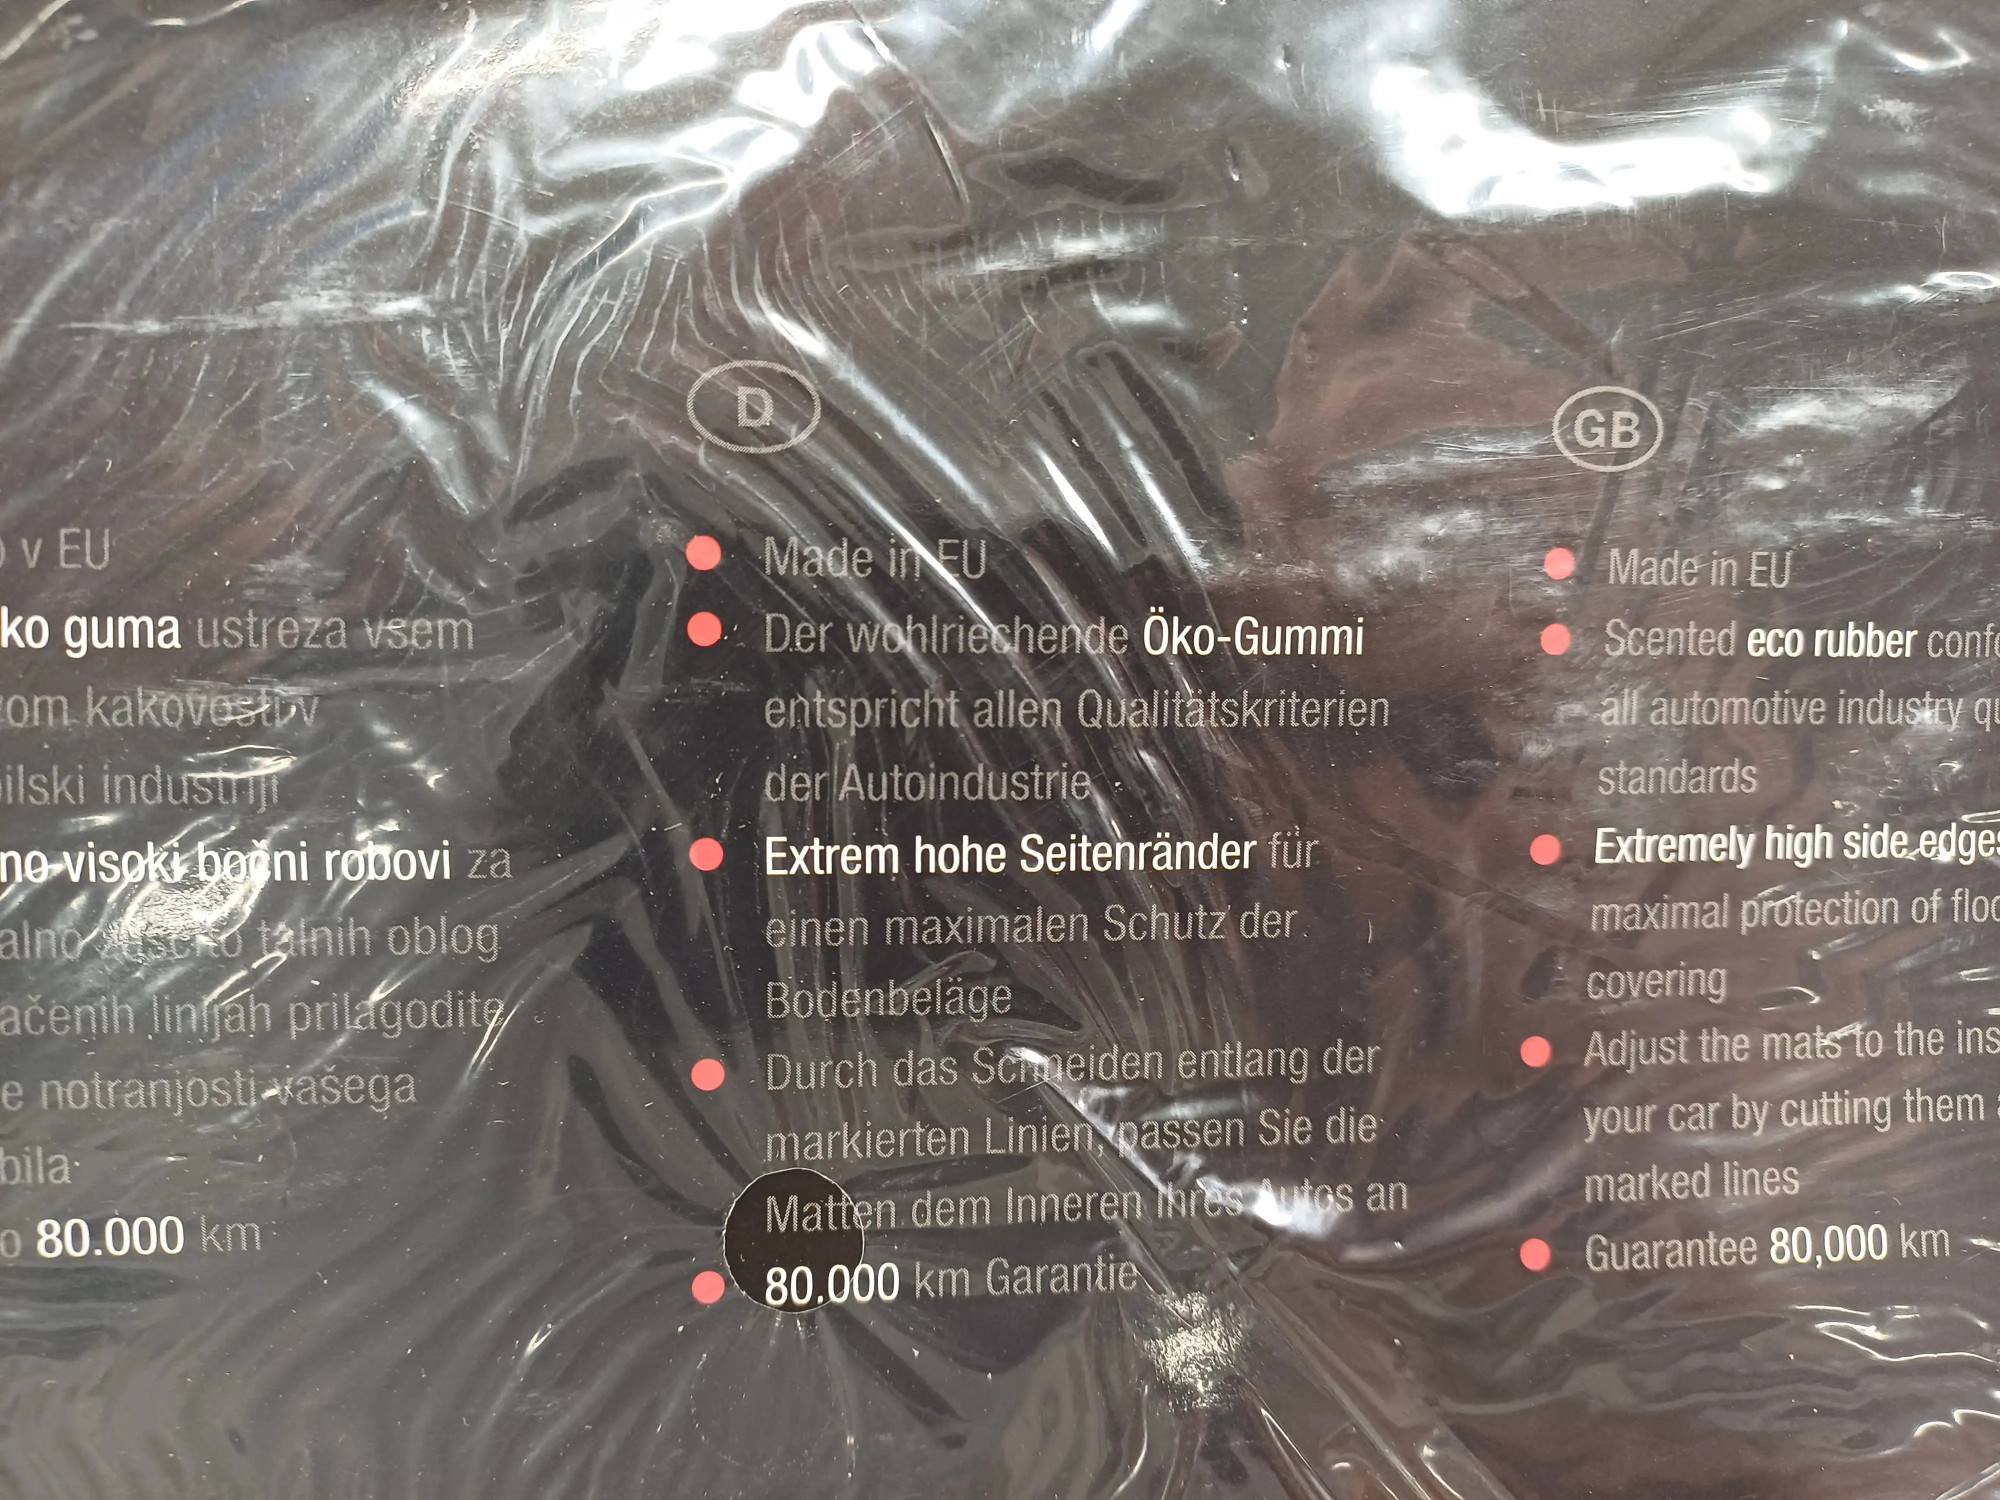 v EU
ko guma ustreza vsem
vom kakovosti v
ilski industriji
no visoki bočni robovi za
alno zaščito talnih oblog
ačenih linijah prilagodite
e notranjosti vašega
bila
o 80.000 km
D
Made in EU
Der wohlriechende Öko-Gummi
entspricht allen Qualitätskriterien
der Autoindustrie
Extrem hohe Seitenränder für
einen maximalen Schutz der
Bodenbeläge
Durch das Schneiden entlang der
markierten Linien, passen Sie die
Matten dem Inneren Ihres Autos an
80.000 km Garantie
GB
Made in EU
Scented eco rubber conf
all automotive industry qu
standards
Extremely high side edges
maximal protection of floo
covering
Adjust the mats to the ins
your car by cutting them a
marked lines
Guarantee 80,000 km